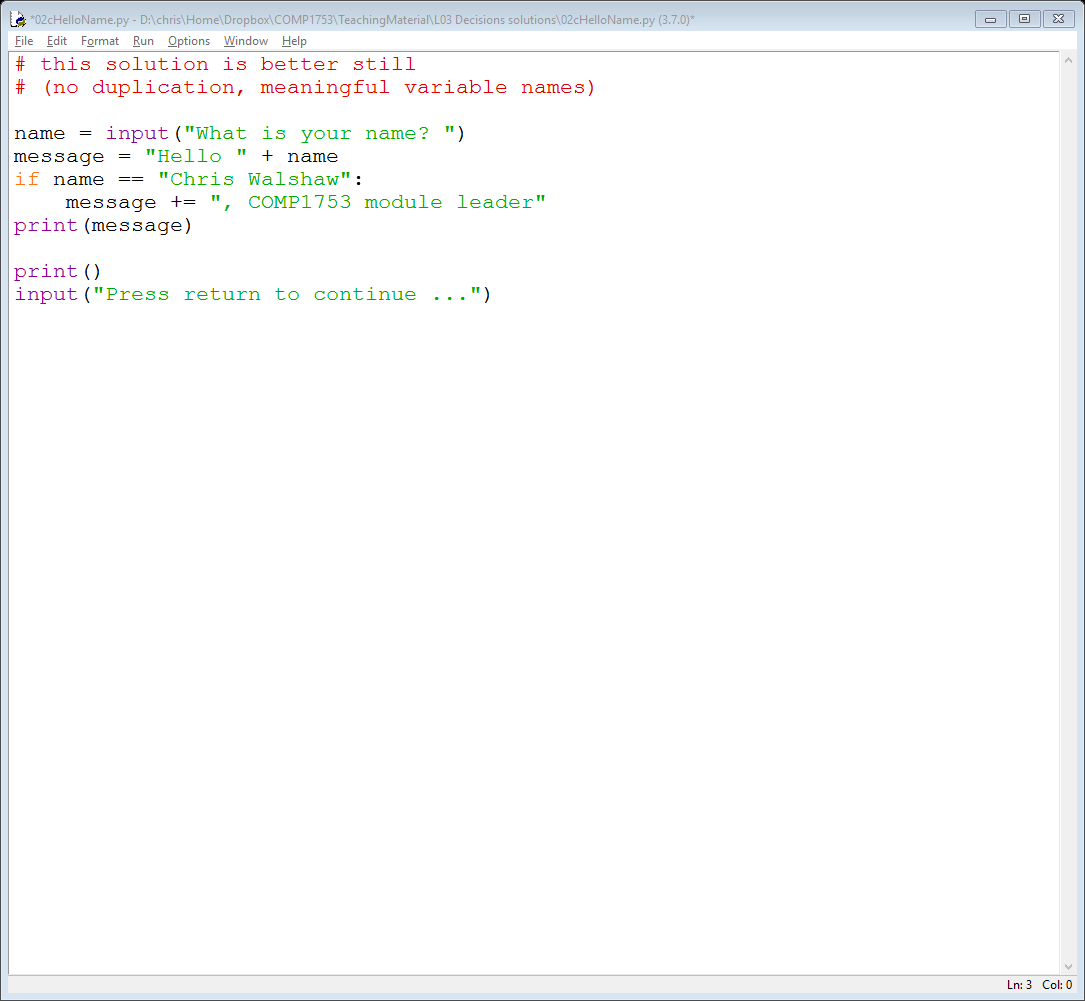 *02cHelloName.py - D:\chris\Home\Dropbox\COMP1753\TeachingMaterial\L03 Decisions solutions\02cHelloName.py (3.7.0)*
File Edit Format Run Options Window Help
# this solution is better still
# (no duplication, meaningful variable names)

name = input("What is your name? ")
message = "Hello " + name
if name == "Chris Walshaw":
    message += ", COMP1753 module leader"
print(message)

print()
input("Press return to continue ...")
Ln: 3 Col: 0